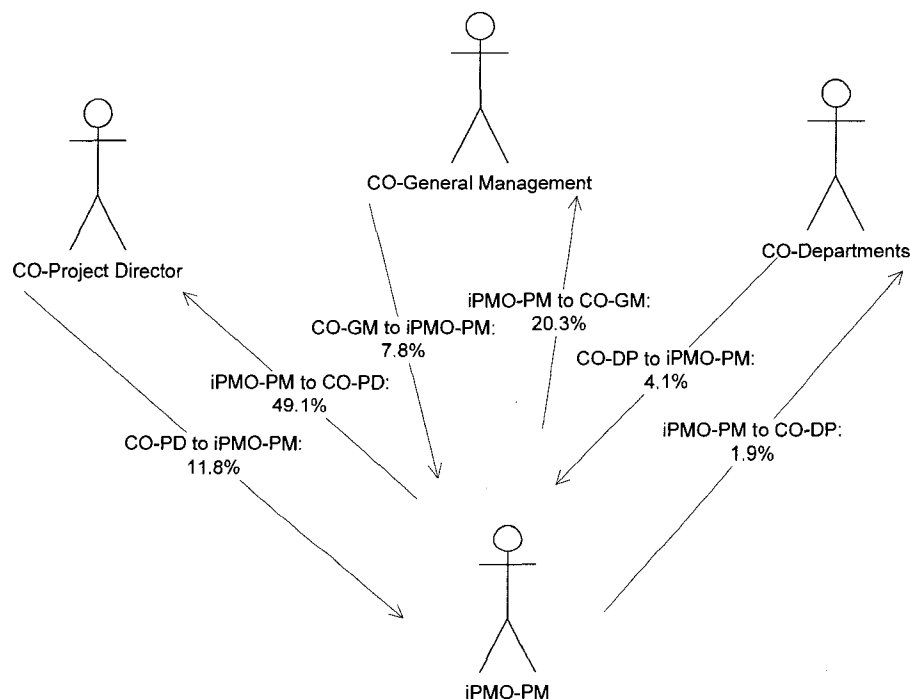 CO-General Management
CO-Project Director
CO-Departments
iPMO-PM to CO-GM:
20.3%
CO-GM to iPMO-PM:
7.8%
CO-DP to iPMO-PM:
4.1%
iPMO-PM to CO-PD:
49.1%
iPMO-PM to CO-DP:
1.9%
CO-PD to iPMO-PM:
11.8%
iPMO-PM